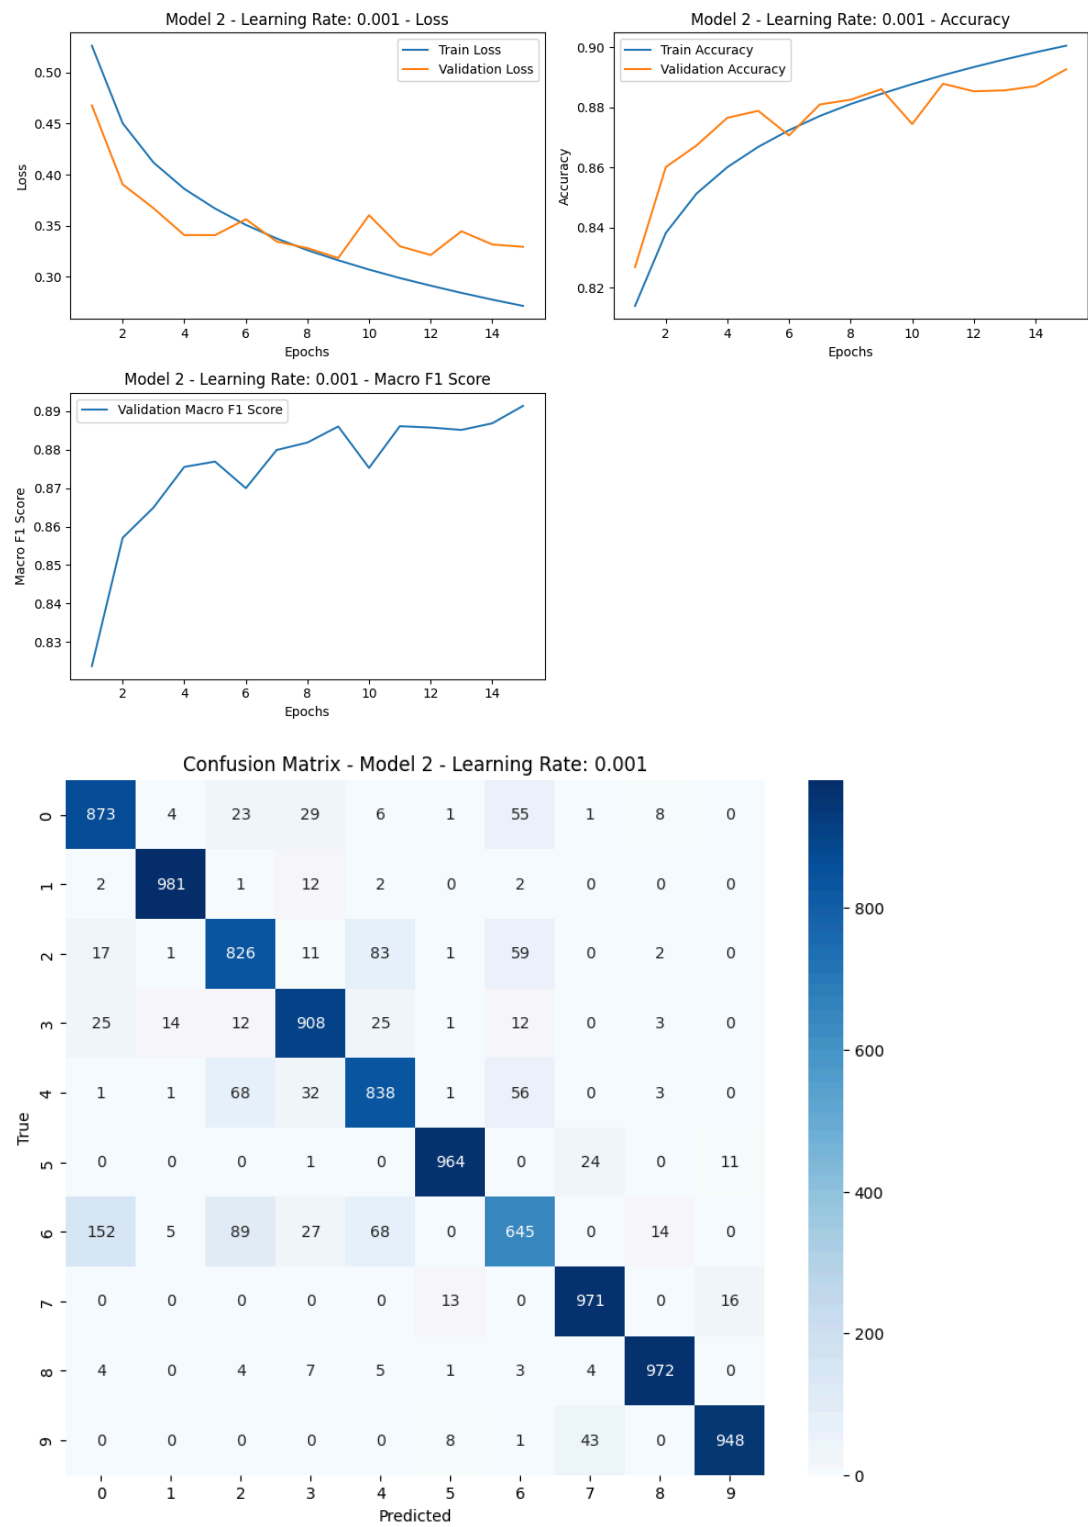 Model 2 - Learning Rate: 0.001 - Loss
Train Loss
Validation Loss
0.50
0.45
0.40
0.35
0.30
Loss
2 4 6 8 10 12 14
Epochs
Model 2 - Learning Rate: 0.001 - Accuracy
Train Accuracy
Validation Accuracy
0.90
0.88
0.86
0.84
0.82
Accuracy
2 4 6 8 10 12 14
Epochs
Model 2 - Learning Rate: 0.001 - Macro F1 Score
Validation Macro F1 Score
0.89
0.88
0.87
0.86
0.85
0.84
0.83
Macro F1 Score
2 4 6 8 10 12 14
Epochs
Confusion Matrix - Model 2 - Learning Rate: 0.001
0 873 4 23 29 6 1 55 1 8 0
1 2 981 1 12 2 0 2 0 0 0
2 17 1 826 11 83 1 59 0 2 0
3 25 14 12 908 25 1 12 0 3 0
4 1 1 68 32 838 1 56 0 3 0
5 0 0 0 1 0 964 0 24 0 11
6 152 5 89 27 68 0 645 0 14 0
7 0 0 0 0 0 13 0 971 0 16
8 4 0 4 7 5 1 3 4 972 0
9 0 0 0 0 0 8 1 43 0 948
True
0 1 2 3 4 5 6 7 8 9
Predicted
800
600
400
200
0